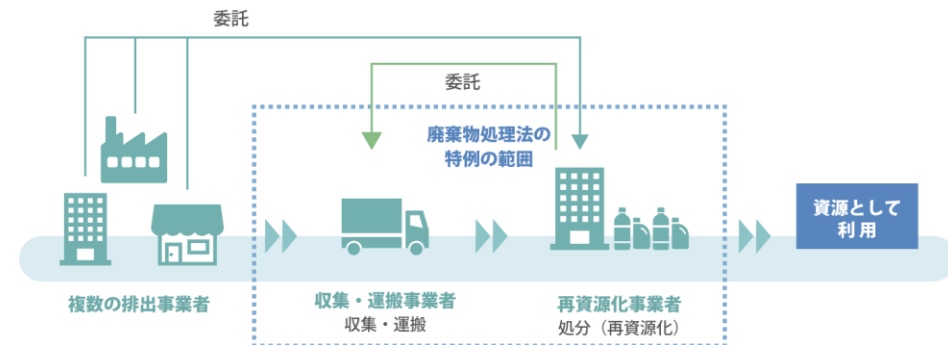 委託
委託
廃棄物処理法の
特例の範囲
資源として
利用
複数の排出事業者
収集・運搬事業者
収集・運搬
再資源化事業者
処分（再資源化）